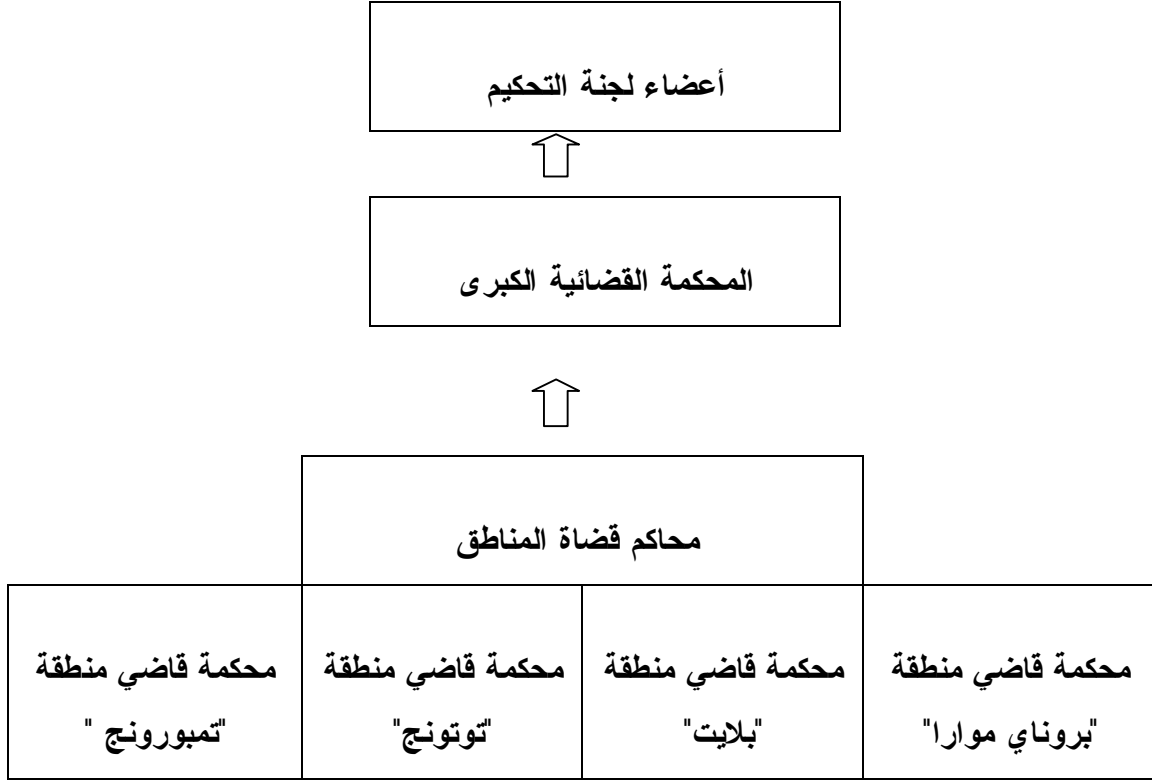 أعضاء لجنة التحكيم
المحكمة القضائية الكبرى
محاكم قضاة المناطق
محكمة قاضي منطقة
"بروناي موارا"
محكمة قاضي منطقة
"بلايت"
محكمة قاضي منطقة
"توتونج"
محكمة قاضي منطقة
"تمبورونج "